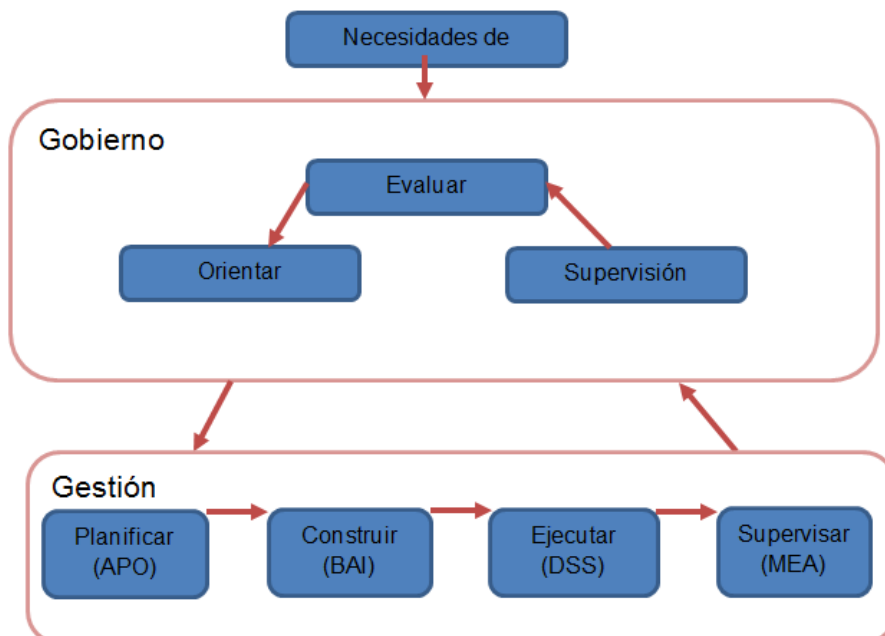 Necesidades de
Gobierno
Evaluar
Orientar
Supervisión
Gestión
Planificar
(APO)
Construir
(BAI)
Ejecutar
(DSS)
Supervisar
(MEA)